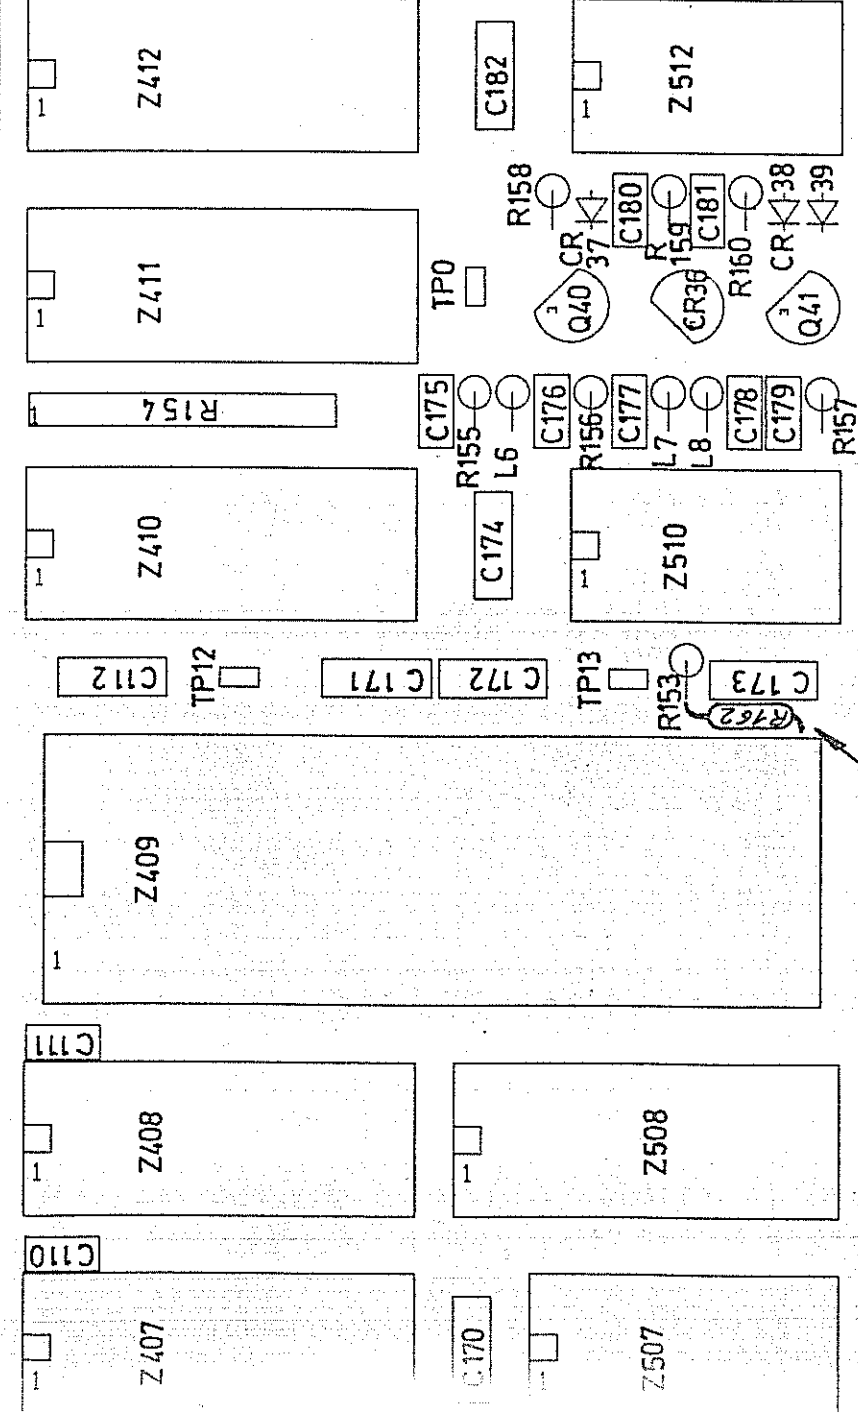 Z412
1
C182
Z512
1
R158
CR
37
C180
R
159
C181
R160
CR
38
39
Z411
1
TP0
3
Q40
CR36
3
Q41
1
R154
C175
R155
L6
C176
R156
C177
L7
L8
C178
C179
R157
Z410
1
C174
Z510
1
C112
TP12
C171
C172
TP13
R153
C173
R162
Z409
1
C111
Z408
1
Z508
1
C110
Z407
1
C170
Z507
1